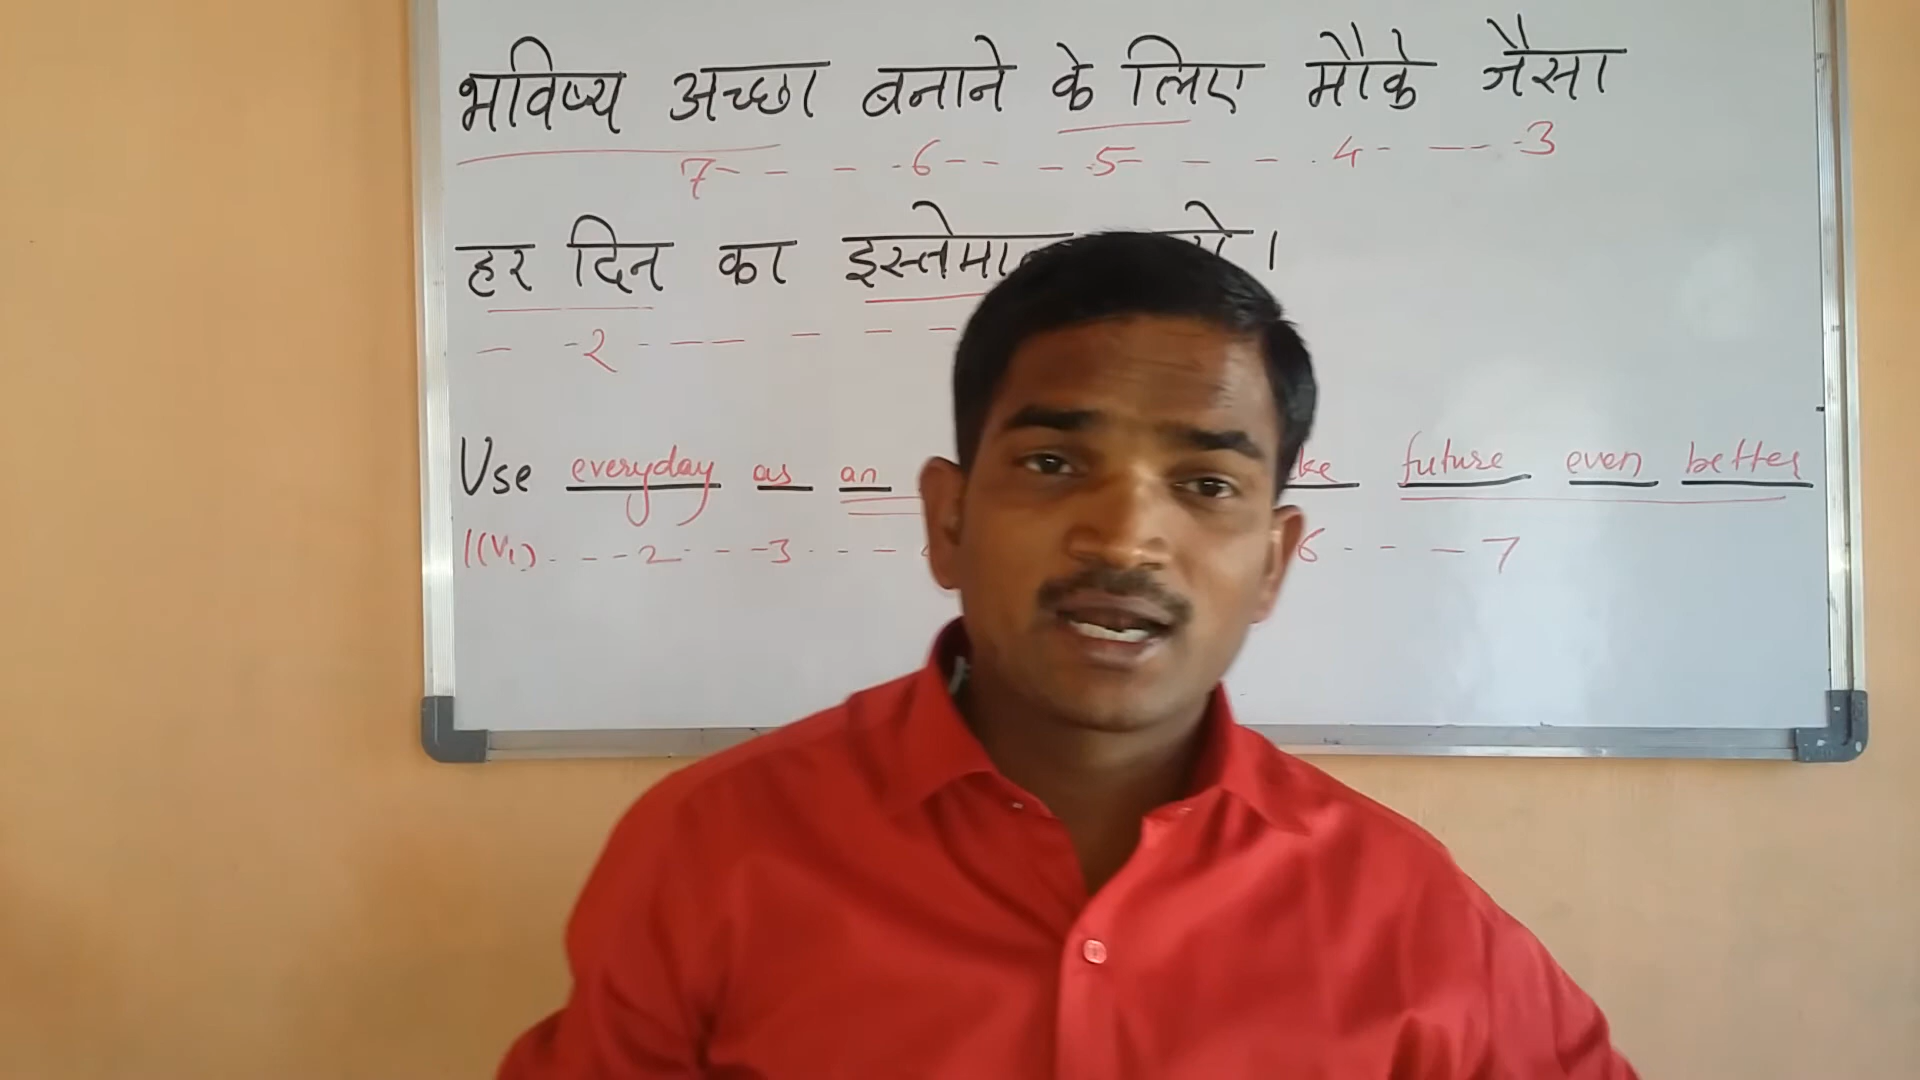 भविष्य अच्छा बनाने के लिए मौके जैसा
7 - - - 6 - - - 5 - - - 4 - - - 3
हर दिन का
- - 2 - - - - - -
Use everyday as an future even better
1(V1) - - - 2 - - - 3 - - - 6 - - - 7